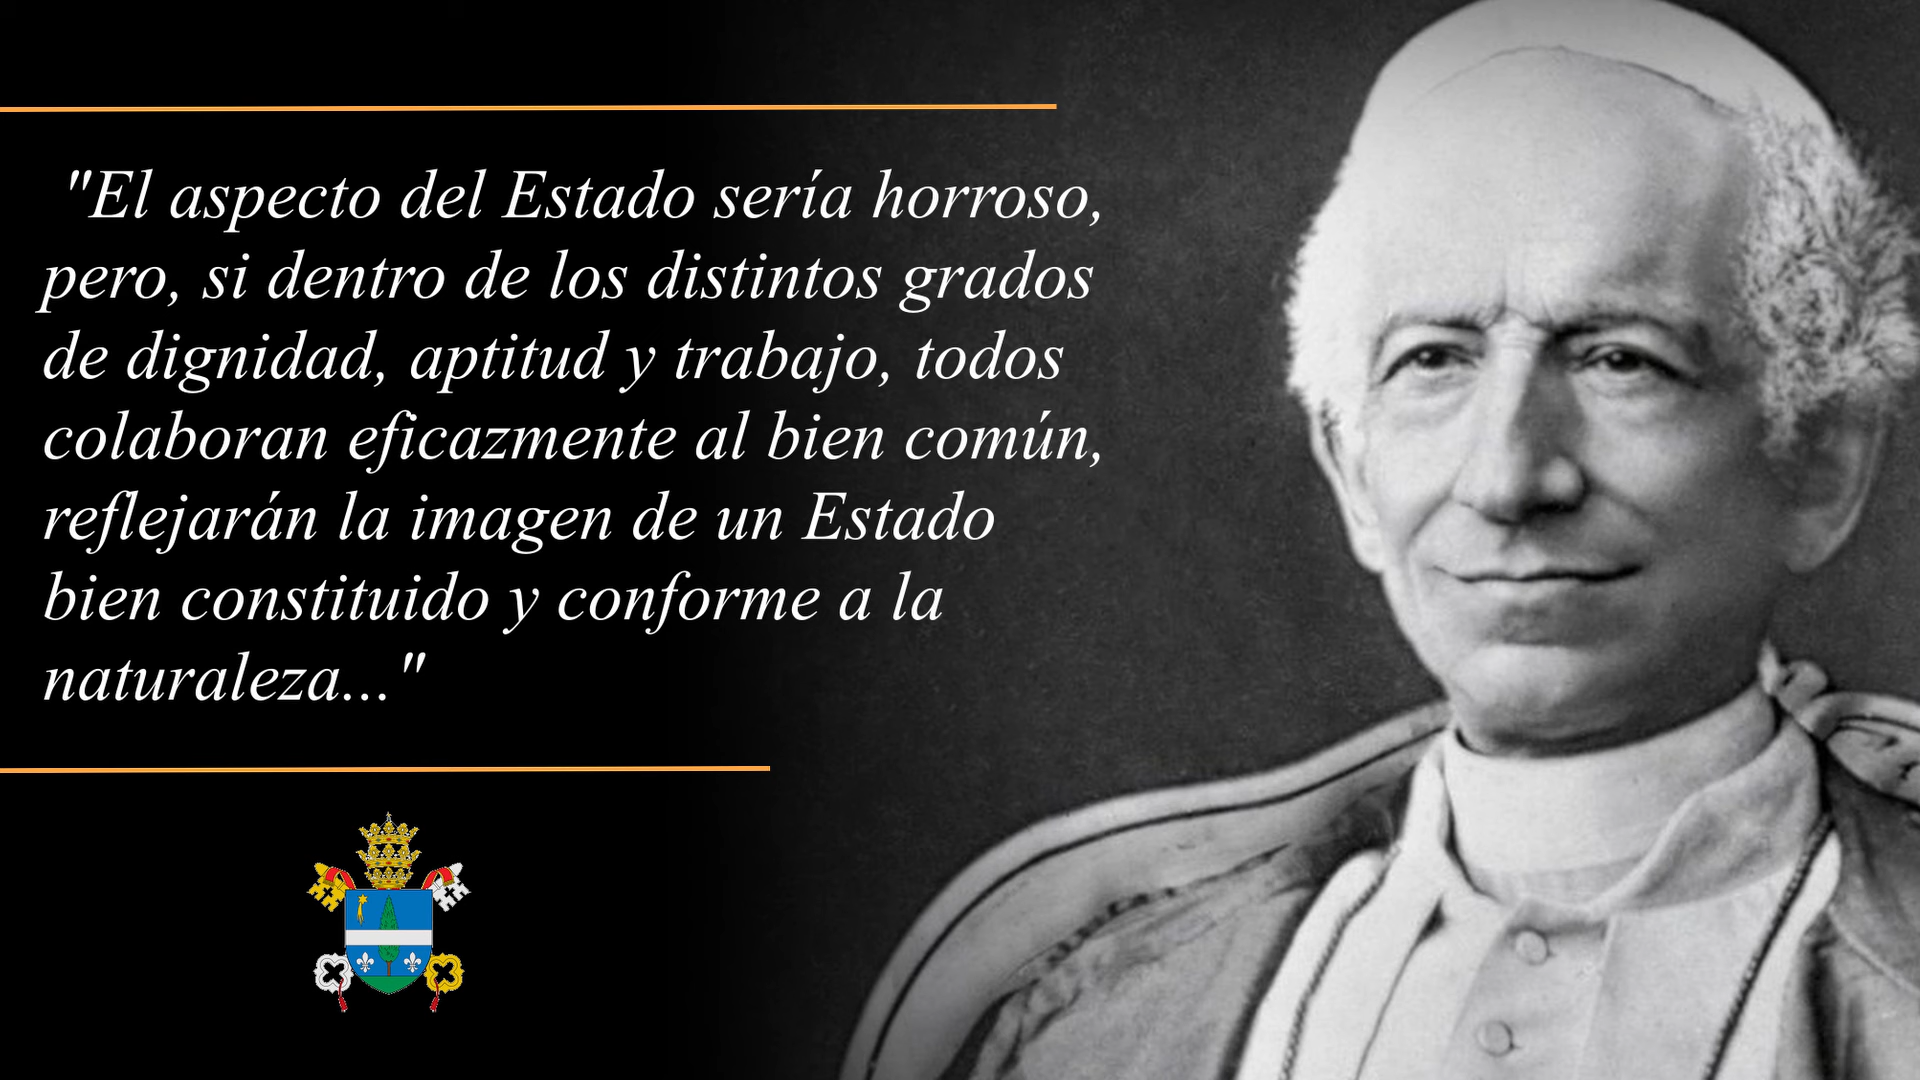 "El aspecto del Estado sería horroso,
pero, si dentro de los distintos grados
de dignidad, aptitud y trabajo, todos
colaboran eficazmente al bien común,
reflejarán la imagen de un Estado
bien constituido y conforme a la
naturaleza..."